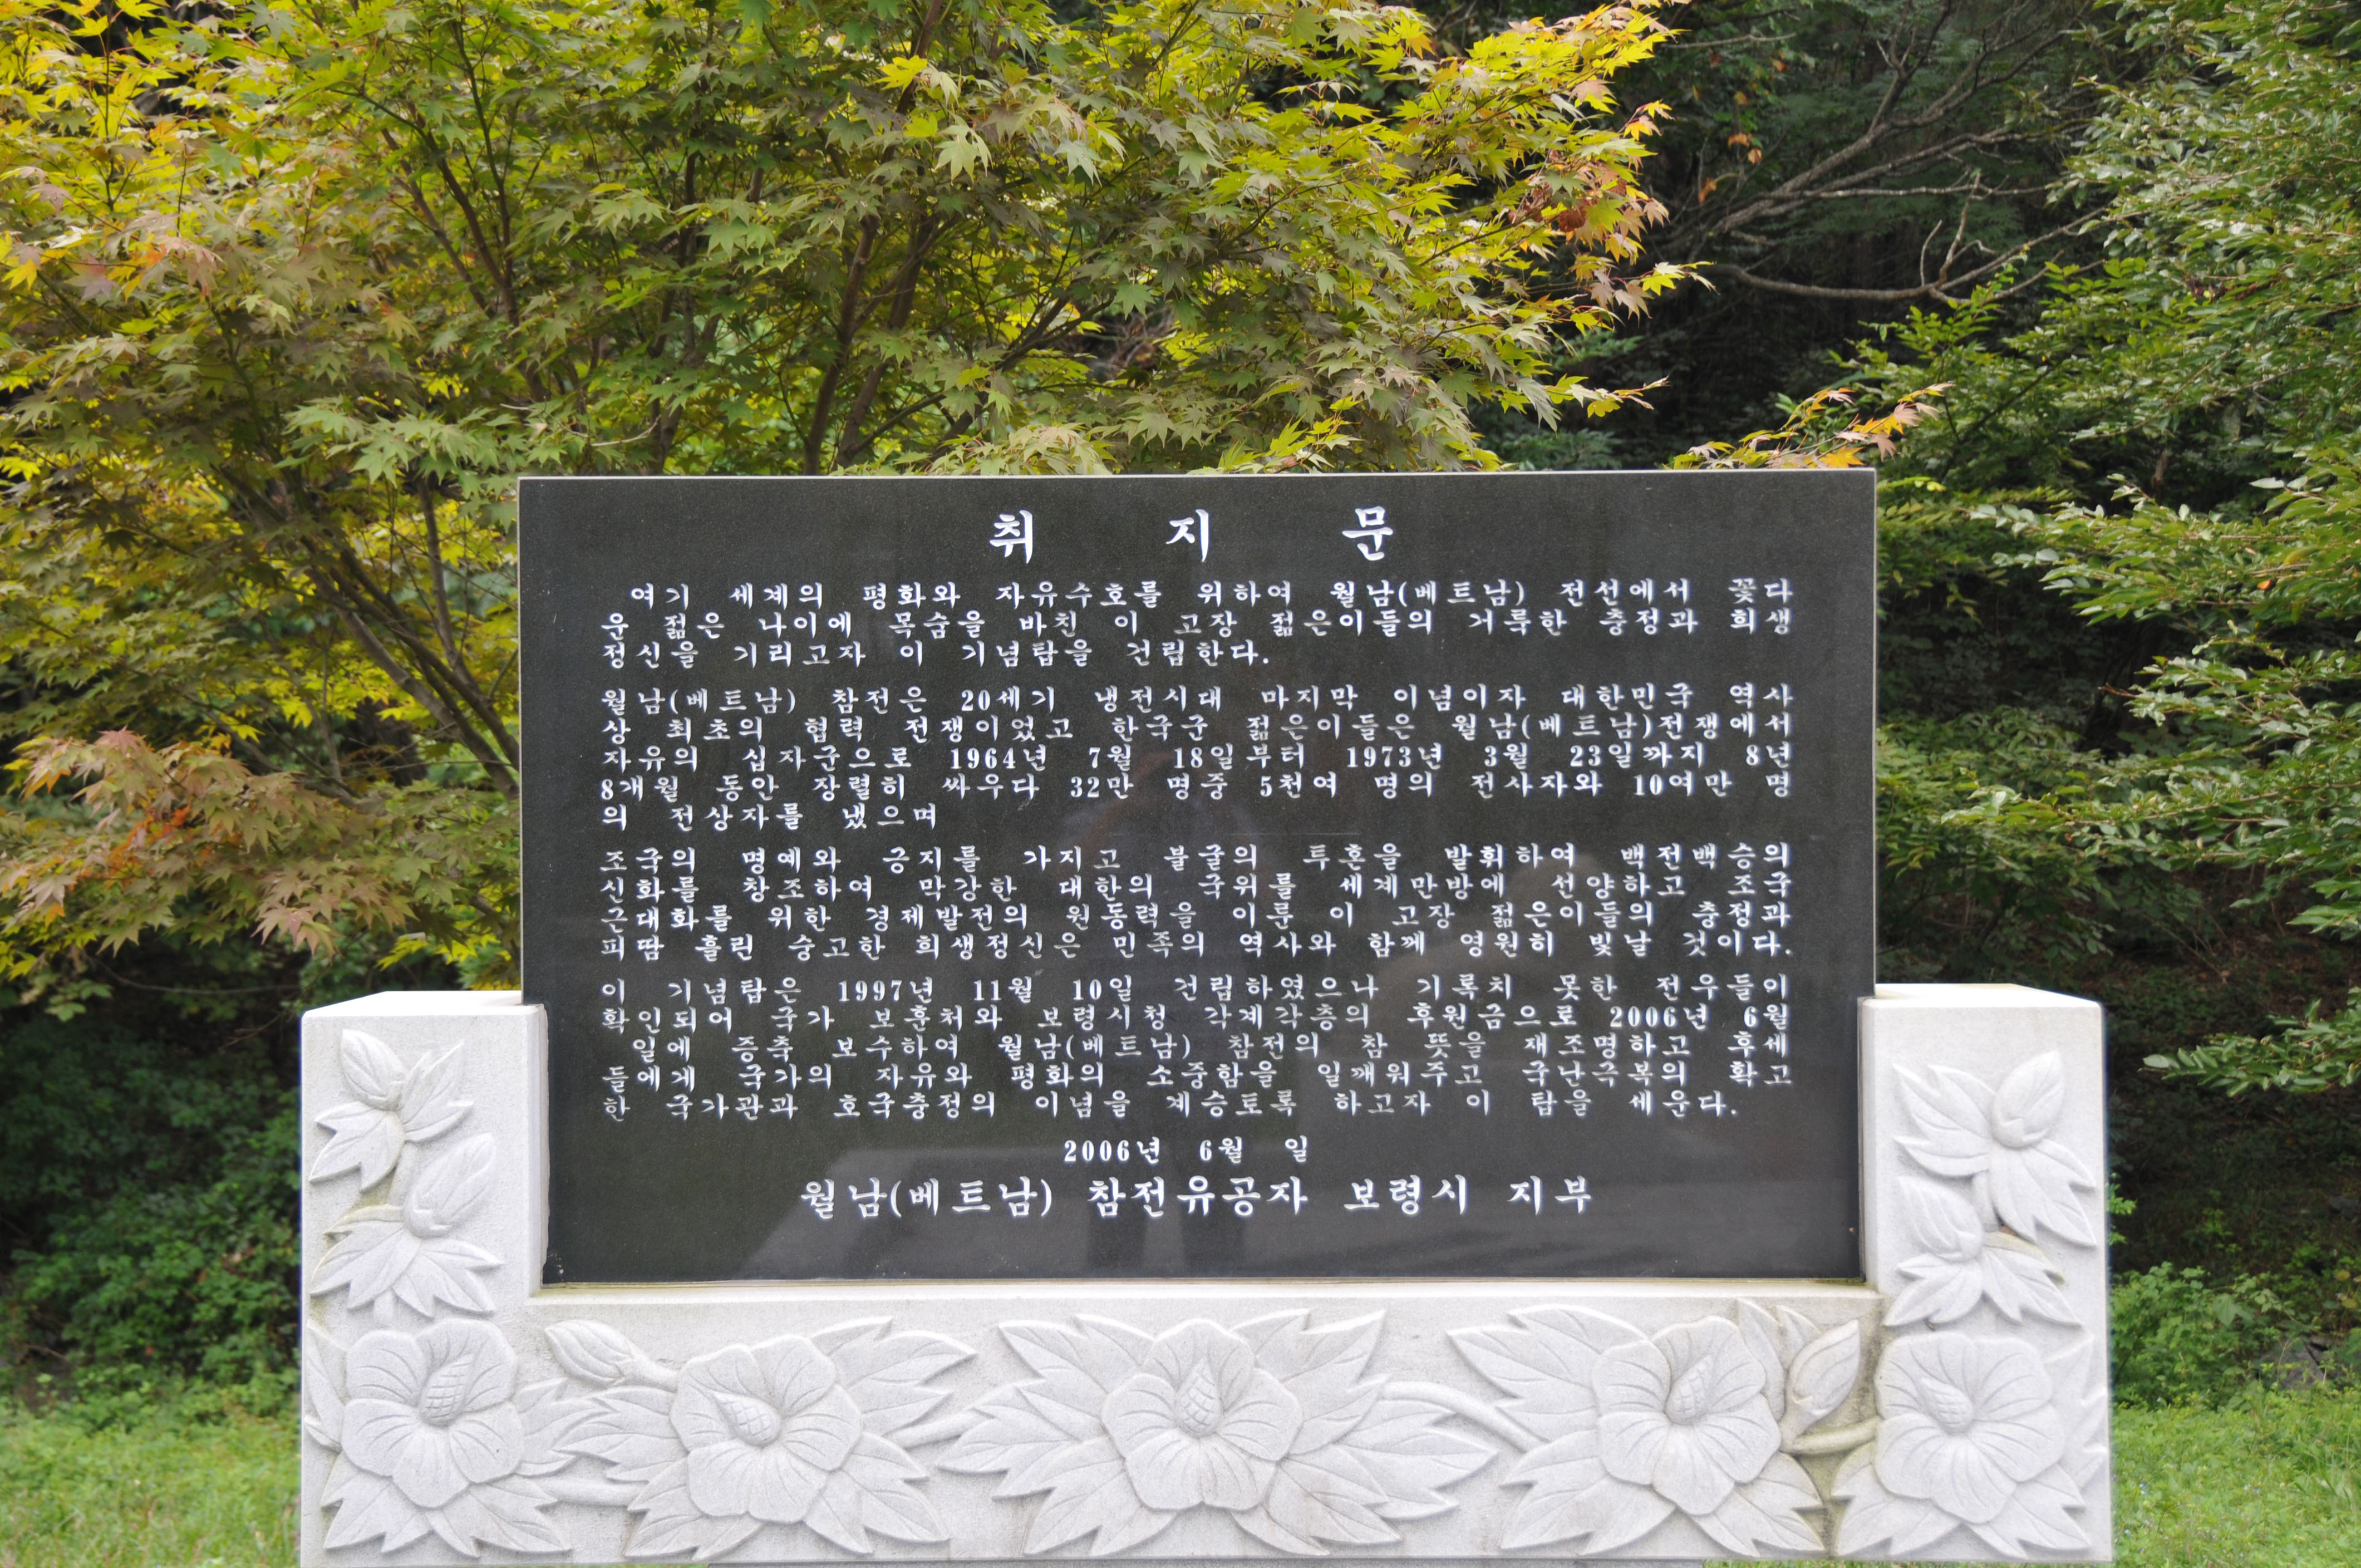 취 지 문
여기 세계의 평화와 자유수호를 위하여 월남(베트남) 전선에서 꽃다
운 젊은 나이에 목숨을 바친 이 고장 젊은이들의 거룩한 충정과 희생
정신을 기리고자 이 기념탑을 건립한다.
월남(베트남) 참전은 20세기 냉전시대 마지막 이념이자 대한민국 역사
상 최초의 협력 전쟁이었고 한국군 젊은이들은 월남(베트남)전쟁에서
자유의 십자군으로 1964년 7월 18일부터 1973년 3월 23일까지 8년
8개월 동안 장렬히 싸우다 32만 명중 5천여 명의 전사자와 10여만 명
의 전상자를 냈으며
조국의 명예와 긍지를 가지고 불굴의 투혼을 발휘하여 백전백승의
신화를 창조하여 막강한 대한의 국위를 세계만방에 선양하고 조국
근대화를 위한 경제발전의 원동력을 이룬 이 고장 젊은이들의 충정과
피땀 흘린 숭고한 희생정신은 민족의 역사와 함께 영원히 빛날 것이다.
이 기념탑은 1997년 11월 10일 건립하였으나 기록치 못한 전우들이
확인되어 국가 보훈처와 보령시청 각계각층의 후원금으로 2006년 6월
일에 증축 보수하여 월남(베트남) 참전의 참 뜻을 재조명하고 후세
들에게 국가의 자유와 평화의 소중함을 일깨워주고 국난극복의 확고
한 국가관과 호국충정의 이념을 계승토록 하고자 이 탑을 세운다.
2006년 6월 일
월남(베트남) 참전유공자 보령시 지부